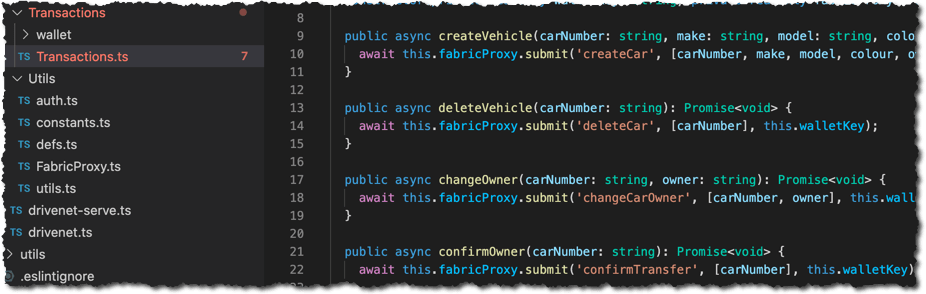 Transactions
wallet
TS Transactions.ts 7
Utils
TS auth.ts
TS constants.ts
TS defs.ts
TS FabricProxy.ts
TS utils.ts
TS drivenet-serve.ts
TS drivenet.ts
utils
.eslintignore
8
9 public async createVehicle(carNumber: string, make: string, model: string, colo
10 await this.fabricProxy.submit('createCar', [carNumber, make, model, colour, o
11 }
12
13 public async deleteVehicle(carNumber: string): Promise<void> {
14 await this.fabricProxy.submit('deleteCar', [carNumber], this.walletKey);
15 }
16
17 public async changeOwner(carNumber: string, owner: string): Promise<void> {
18 await this.fabricProxy.submit('changeCarOwner', [carNumber, owner], this.wall
19 }
20
21 public async confirmOwner(carNumber: string): Promise<void> {
22 await this.fabricProxy.submit('confirmTransfer', [carNumber], this.walletKey)